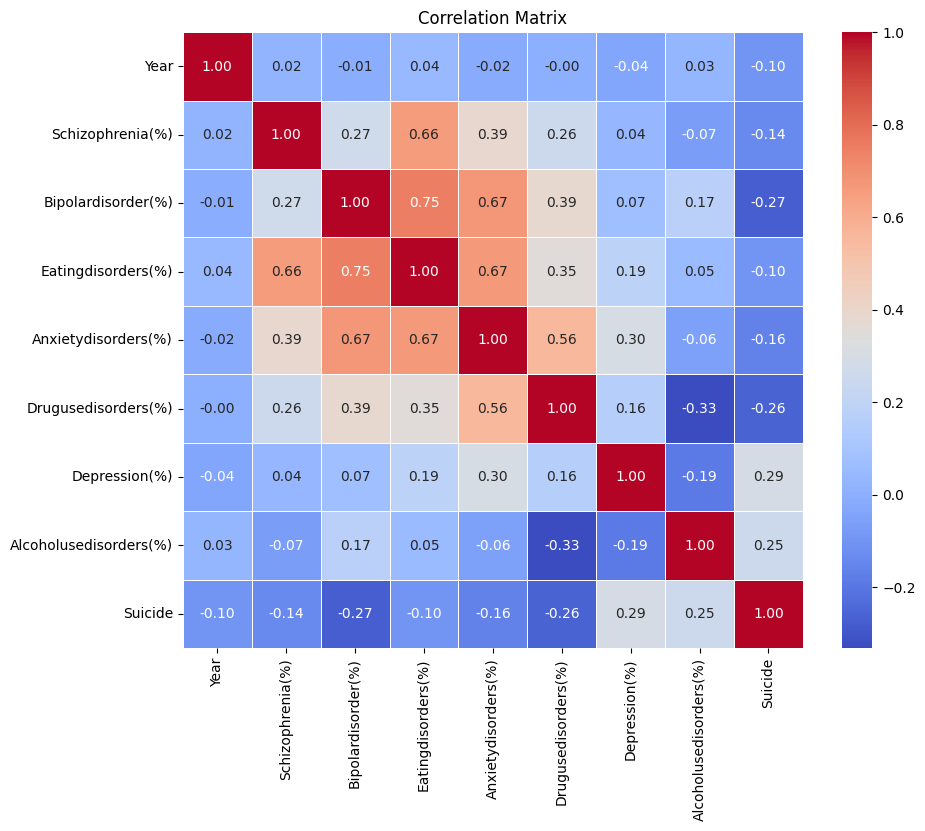 Correlation Matrix
Year 1.00 0.02 -0.01 0.04 -0.02 -0.00 -0.04 0.03 -0.10
Schizophrenia(%) 0.02 1.00 0.27 0.66 0.39 0.26 0.04 -0.07 -0.14
Bipolardisorder(%) -0.01 0.27 1.00 0.75 0.67 0.39 0.07 0.17 -0.27
Eatingdisorders(%) 0.04 0.66 0.75 1.00 0.67 0.35 0.19 0.05 -0.10
Anxietydisorders(%) -0.02 0.39 0.67 0.67 1.00 0.56 0.30 -0.06 -0.16
Drugusedisorders(%) -0.00 0.26 0.39 0.35 0.56 1.00 0.16 -0.33 -0.26
Depression(%) -0.04 0.04 0.07 0.19 0.30 0.16 1.00 -0.19 0.29
Alcoholusedisorders(%) 0.03 -0.07 0.17 0.05 -0.06 -0.33 -0.19 1.00 0.25
Suicide -0.10 -0.14 -0.27 -0.10 -0.16 -0.26 0.29 0.25 1.00
Year
Schizophrenia(%)
Bipolardisorder(%)
Eatingdisorders(%)
Anxietydisorders(%)
Drugusedisorders(%)
Depression(%)
Alcoholusedisorders(%)
Suicide
1.0
0.8
0.6
0.4
0.2
0.0
−0.2